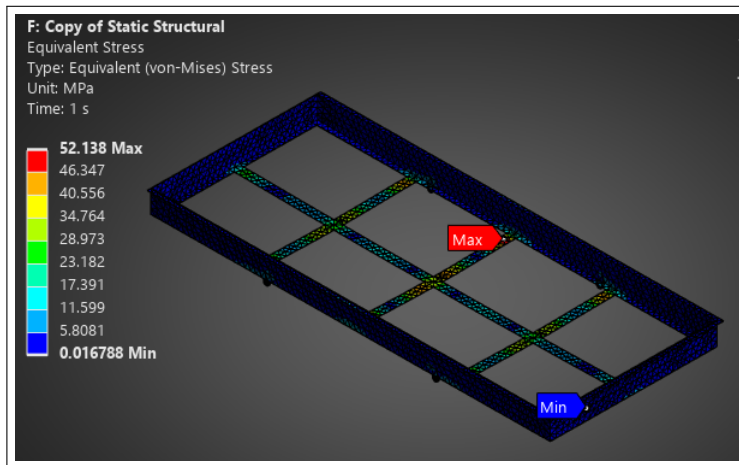 F: Copy of Static Structural
Equivalent Stress
Type: Equivalent (von-Mises) Stress
Unit: MPa
Time: 1 s
52.138 Max
46.347
40.556
34.764
28.973
23.182
17.391
11.599
5.8081
0.016788 Min
Max
Min